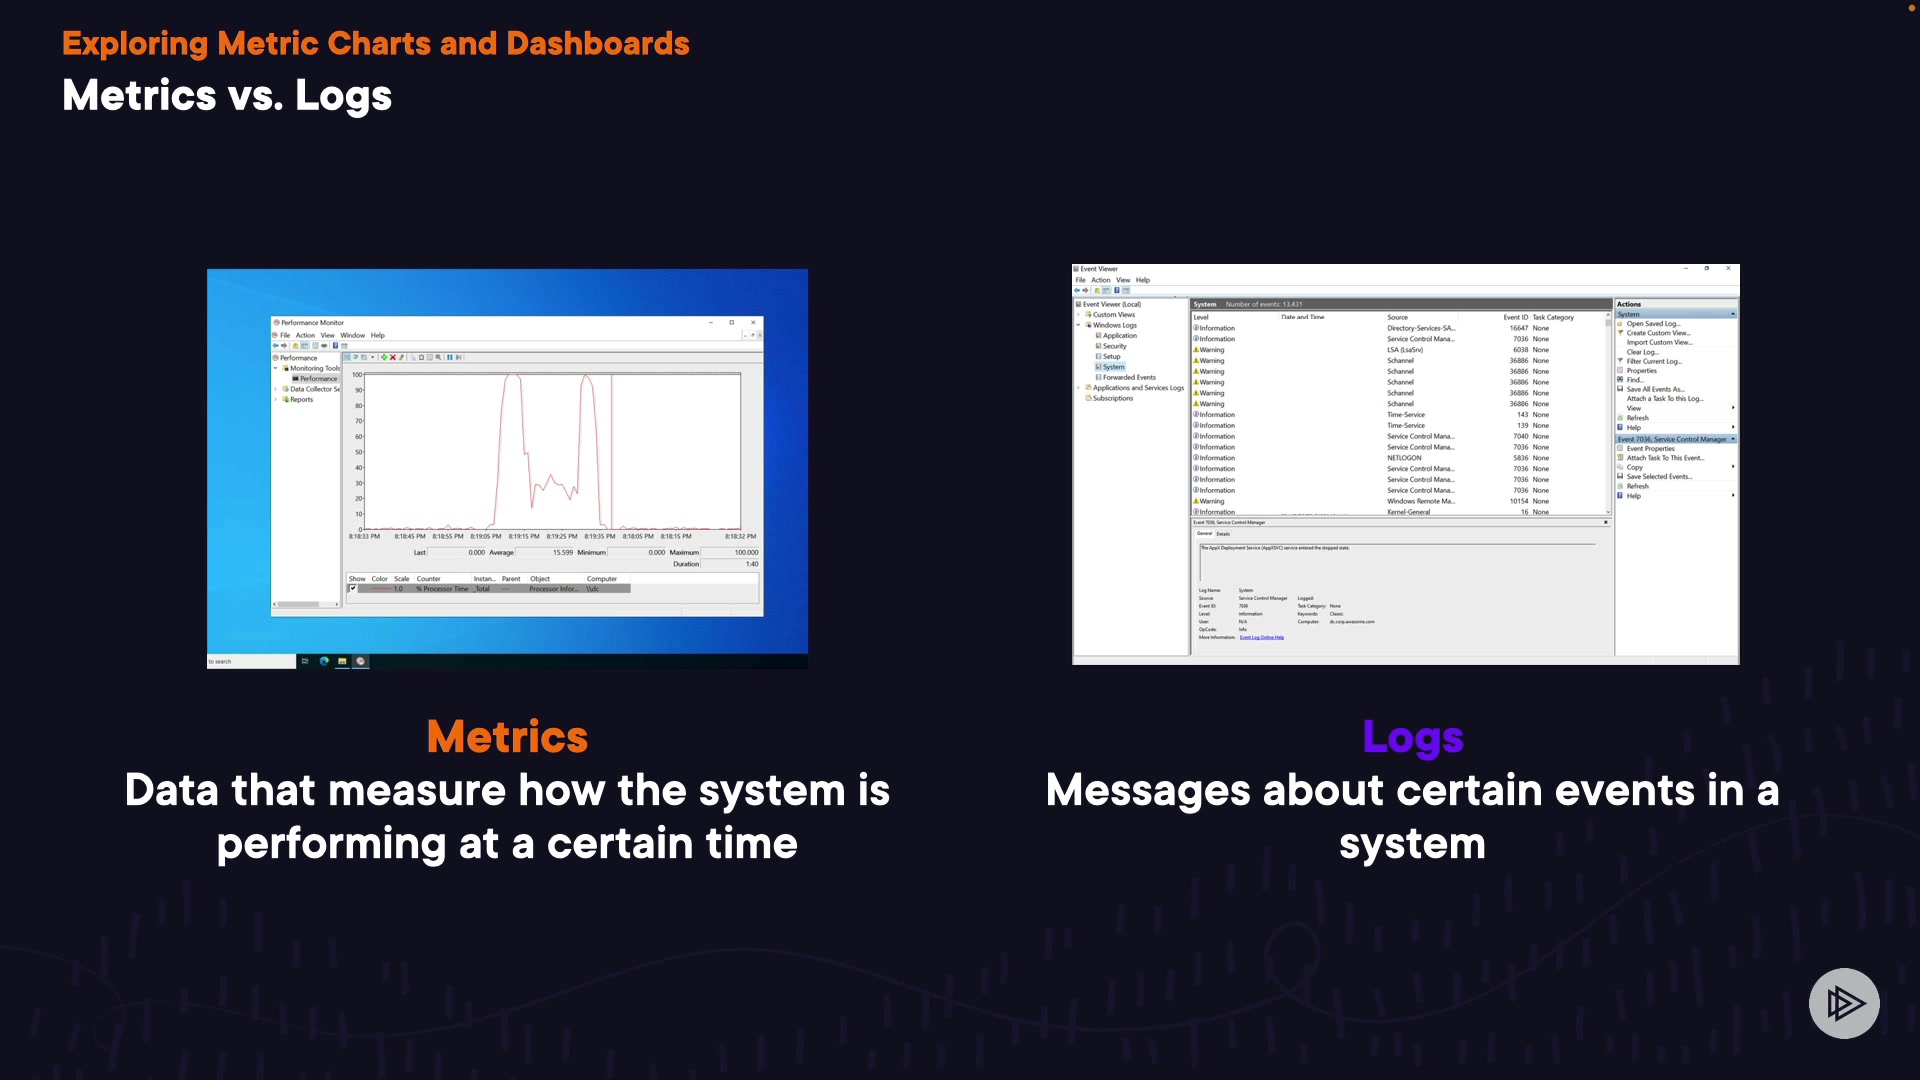 Exploring Metric Charts and Dashboards
Metrics vs. Logs
Performance Monitor
File Action View Window Help
Performance
Monitoring Tools
Performance
Data Collector Se
Reports
100
90
80
70
60
50
40
30
20
10
0
8:18:33 PM 8:18:45 PM 8:18:55 PM 8:19:05 PM 8:19:15 PM 8:19:25 PM 8:19:35 PM 8:18:05 PM 8:18:15 PM 8:18:32 PM
Last 0.000 Average 15.599 Minimum 0.000 Maximum 100.000
Duration 1:40
Show Color Scale Counter Instan... Parent Object Computer
1.0 % Processor Time _Total --- Processor Infor... \\dc
to search
Event Viewer
File Action View Help
Event Viewer (Local)
Custom Views
Windows Logs
Application
Security
Setup
System
Forwarded Events
Applications and Services Logs
Subscriptions
System Number of events: 13,431
Level Date and Time Source Event ID Task Category
Information Directory-Services-SA... 16647 None
Information Service Control Mana... 7036 None
Warning LSA (LsaSrv) 6038 None
Warning Schannel 36886 None
Warning Schannel 36886 None
Warning Schannel 36886 None
Warning Schannel 36886 None
Warning Schannel 36886 None
Information Time-Service 143 None
Information Time-Service 139 None
Information Service Control Mana... 7040 None
Information Service Control Mana... 7036 None
Information NETLOGON 5836 None
Information Service Control Mana... 7036 None
Information Service Control Mana... 7036 None
Information Service Control Mana... 7036 None
Warning Windows Remote Ma... 10154 None
Information Kernel-General 16 None
Event 7036, Service Control Manager
General Details
The AppX Deployment Service (AppXSVC) service entered the stopped state.
Log Name: System
Source: Service Control Manager Logged:
Event ID: 7036 Task Category: None
Level: Information Keywords: Classic
User: N/A Computer: dc.corp.awesome.com
OpCode: Info
More Information: Event Log Online Help
Actions
System
Open Saved Log...
Create Custom View...
Import Custom View...
Clear Log...
Filter Current Log...
Properties
Find...
Save All Events As...
Attach a Task To this Log...
View
Refresh
Help
Event 7036, Service Control Manager
Event Properties
Attach Task To This Event...
Copy
Save Selected Events...
Refresh
Help
Metrics
Data that measure how the system is
performing at a certain time
Logs
Messages about certain events in a
system